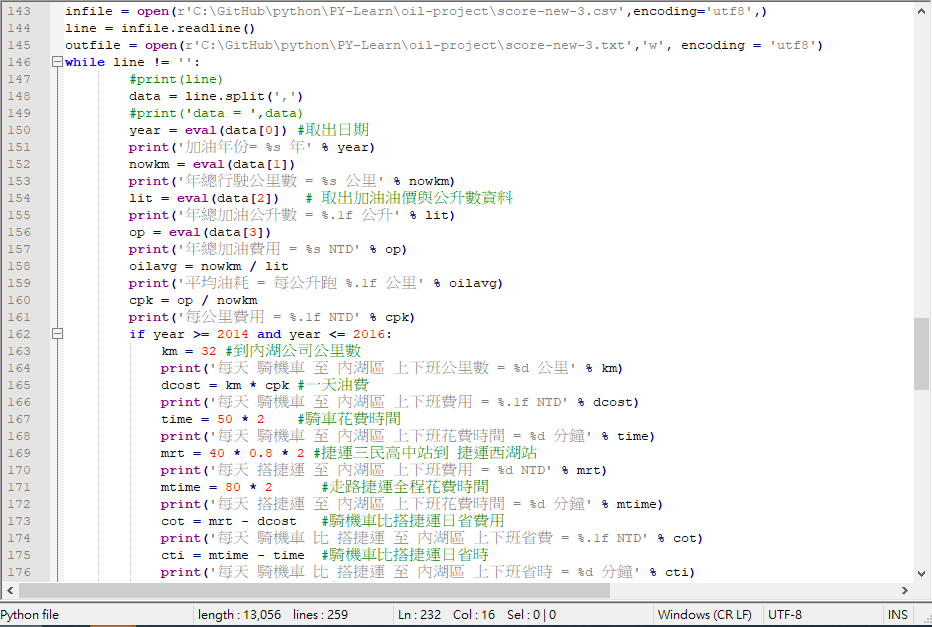 143 infile = open(r'C:\GitHub\python\PY-Learn\oil-project\score-new-3.csv',encoding='utf8',)
144 line = infile.readline()
145 outfile = open(r'C:\GitHub\python\PY-Learn\oil-project\score-new-3.txt','w', encoding = 'utf8')
146 while line != '':
147 #print(line)
148 data = line.split(',')
149 #print('data = ',data)
150 year = eval(data[0]) #取出日期
151 print('加油年份= %s 年' % year)
152 nowkm = eval(data[1])
153 print('年總行駛公里數 = %s 公里' % nowkm)
154 lit = eval(data[2]) # 取出加油油價與公升數資料
155 print('年總加油公升數 = %.1f 公升' % lit)
156 op = eval(data[3])
157 print('年總加油費用 = %s NTD' % op)
158 oilavg = nowkm / lit
159 print('平均油耗 = 每公升跑 %.1f 公里' % oilavg)
160 cpk = op / nowkm
161 print('每公里費用 = %.1f NTD' % cpk)
162 if year >= 2014 and year <= 2016:
163 km = 32 #到內湖公司公里數
164 print('每天 騎機車 至 內湖區 上下班公里數 = %d 公里' % km)
165 dcost = km * cpk #一天油費
166 print('每天 騎機車 至 內湖區 上下班費用 = %.1f NTD' % dcost)
167 time = 50 * 2 #騎車花費時間
168 print('每天 騎機車 至 內湖區 上下班花費時間 = %d 分鐘' % time)
169 mrt = 40 * 0.8 * 2 #捷運三民高中站到 捷運西湖站
170 print('每天 搭捷運 至 內湖區 上下班費用 = %d NTD' % mrt)
171 mtime = 80 * 2 #走路捷運全程花費時間
172 print('每天 搭捷運 至 內湖區 上下班花費時間 = %d 分鐘' % mtime)
173 cot = mrt - dcost #騎機車比搭捷運日省費用
174 print('每天 騎機車 比 搭捷運 至 內湖區 上下班省費 = %.1f NTD' % cot)
175 cti = mtime - time #騎機車比搭捷運日省時
176 print('每天 騎機車 比 搭捷運 至 內湖區 上下班省時 = %d 分鐘' % cti)
Python file length : 13,056 lines : 259 Ln : 232 Col : 16 Sel : 0 | 0 Windows (CR LF) UTF-8 INS